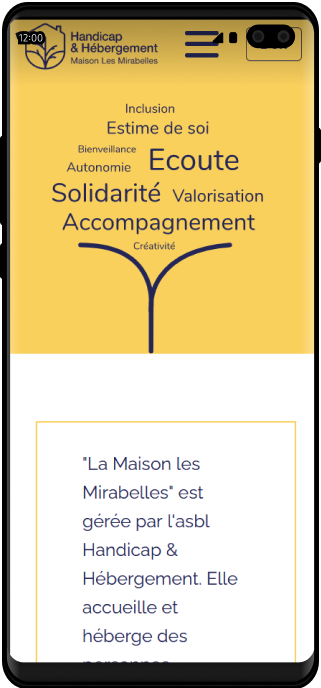 12:00
Handicap
& Hébergement
Maison Les Mirabelles
Inclusion
Estime de soi
Bienveillance
Autonomie Ecoute
Solidarité Valorisation
Accompagnement
Créativité
"La Maison les
Mirabelles" est
gérée par l'asbl
Handicap &
Hébergement. Elle
accueille et
héberge des